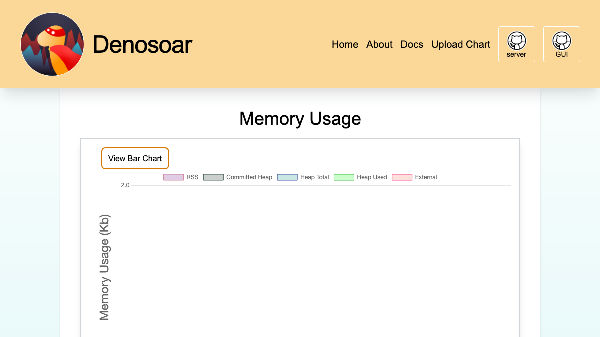 Denosoar
Home About Docs Upload Chart server GUI
Memory Usage
View Bar Chart
RSS Committed Heap Heap Total Heap Used External
2.0
Memory Usage (Kb)